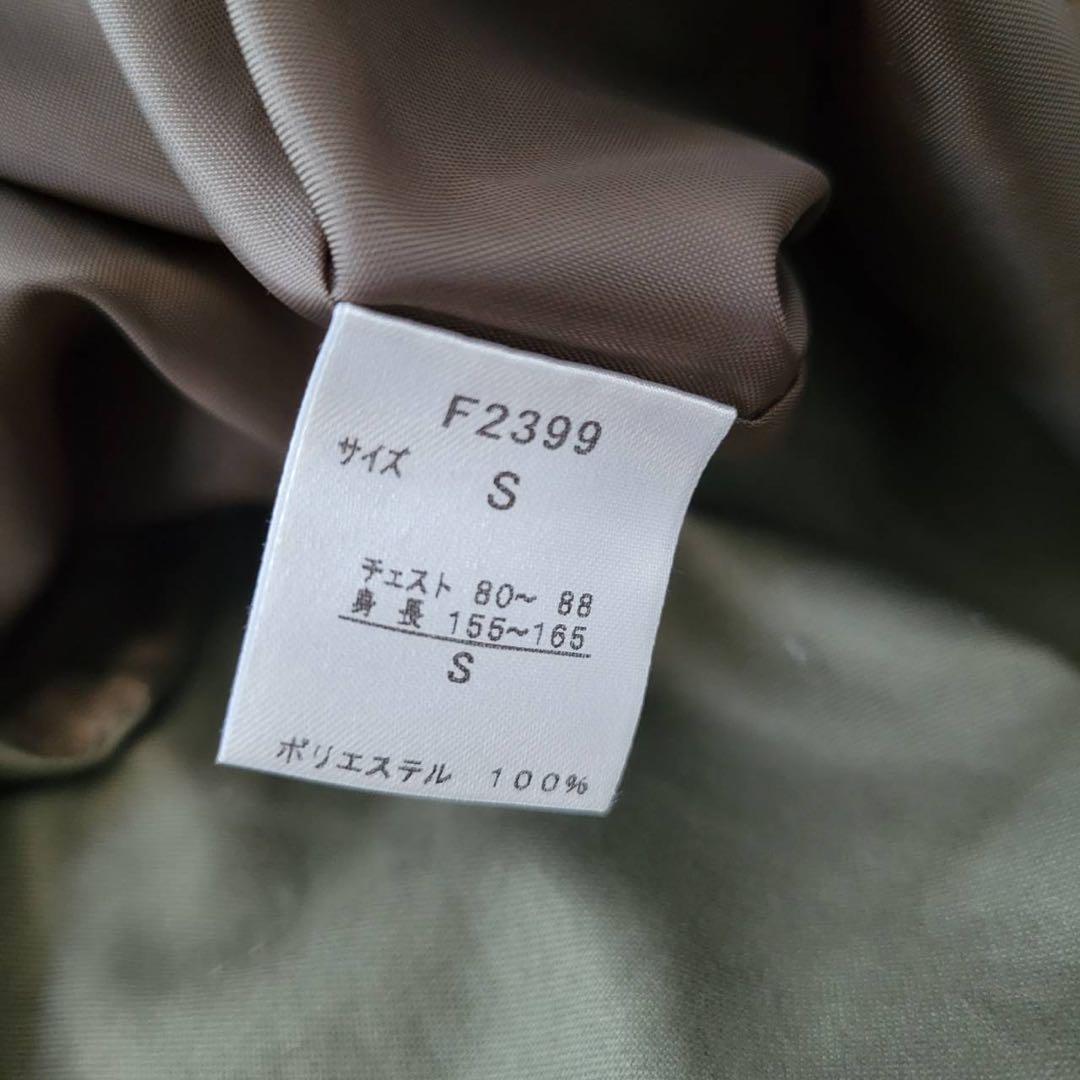 F2399
サイズ
S
チェスト 80〜 88
身 長 155〜165
S
ポリエステル 100%